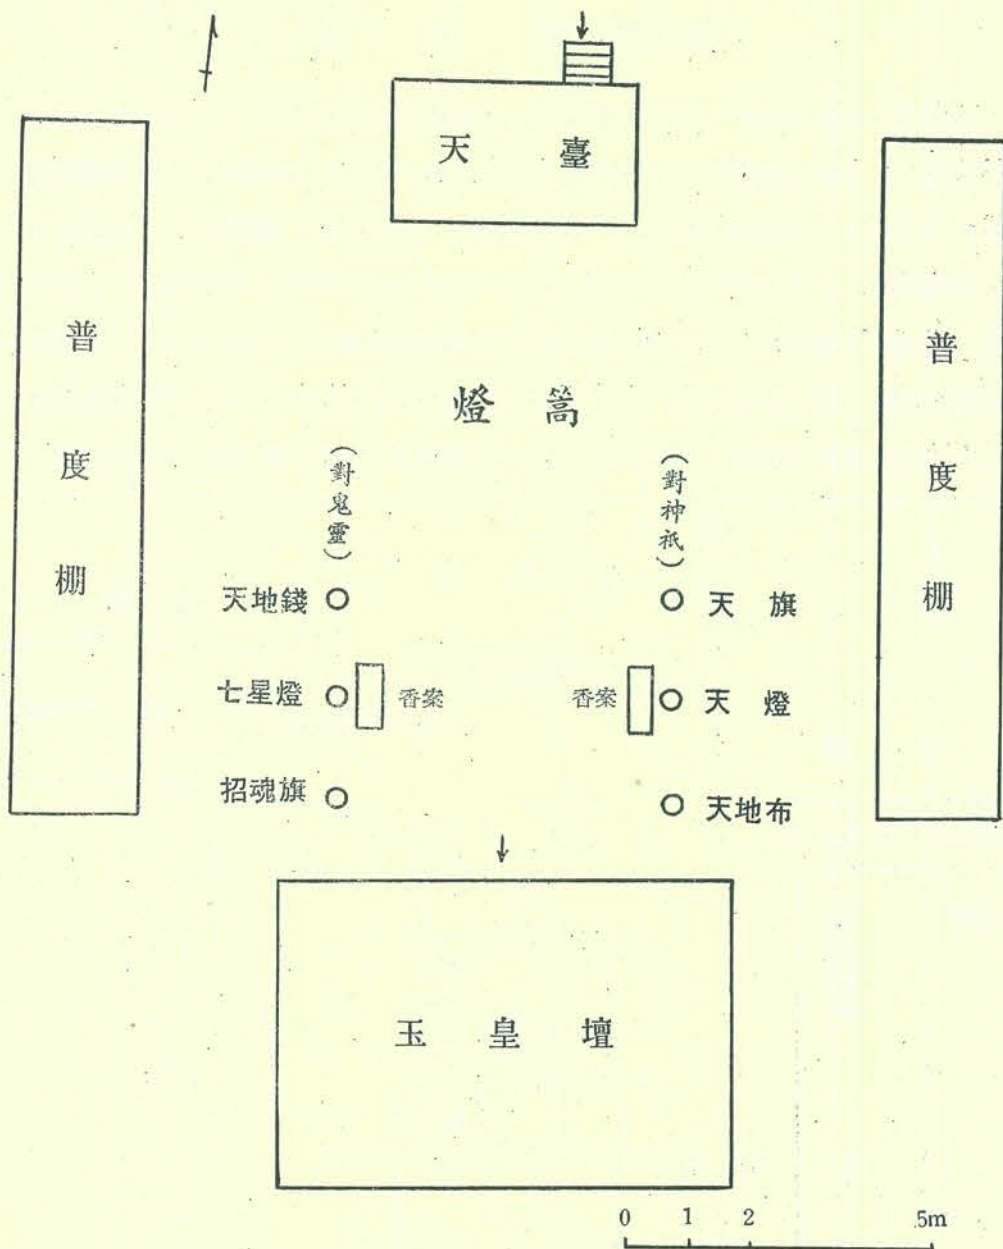 天臺
普度棚
普度棚
燈篙
(對鬼靈)
(對神祇)
天地錢
天旗
七星燈
香案
香案
天燈
招魂旗
天地布
玉皇壇
0 1 2 5m